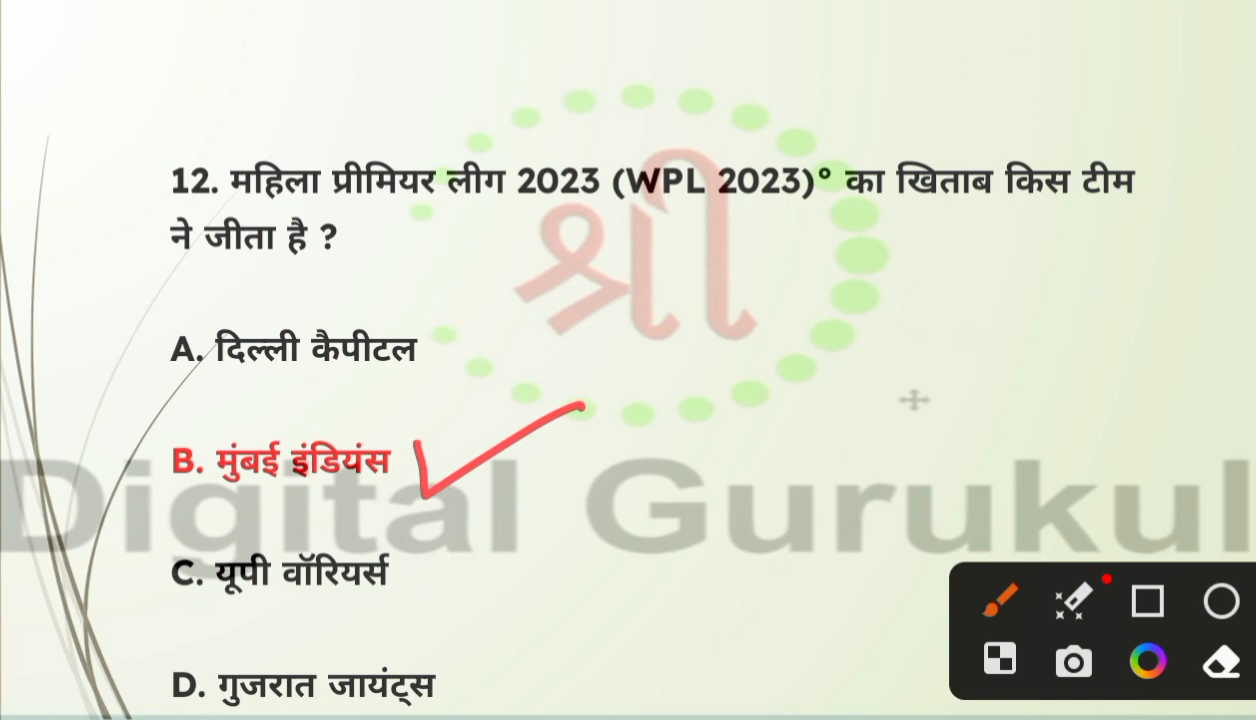 12. महिला प्रीमियर लीग 2023 (WPL 2023)° का खिताब किस टीम
ने जीता है ?
A. दिल्ली कैपीटल
B. मुंबई इंडियंस
C. यूपी वॉरियर्स
D. गुजरात जायंट्स
श्री
Digital Gurukul